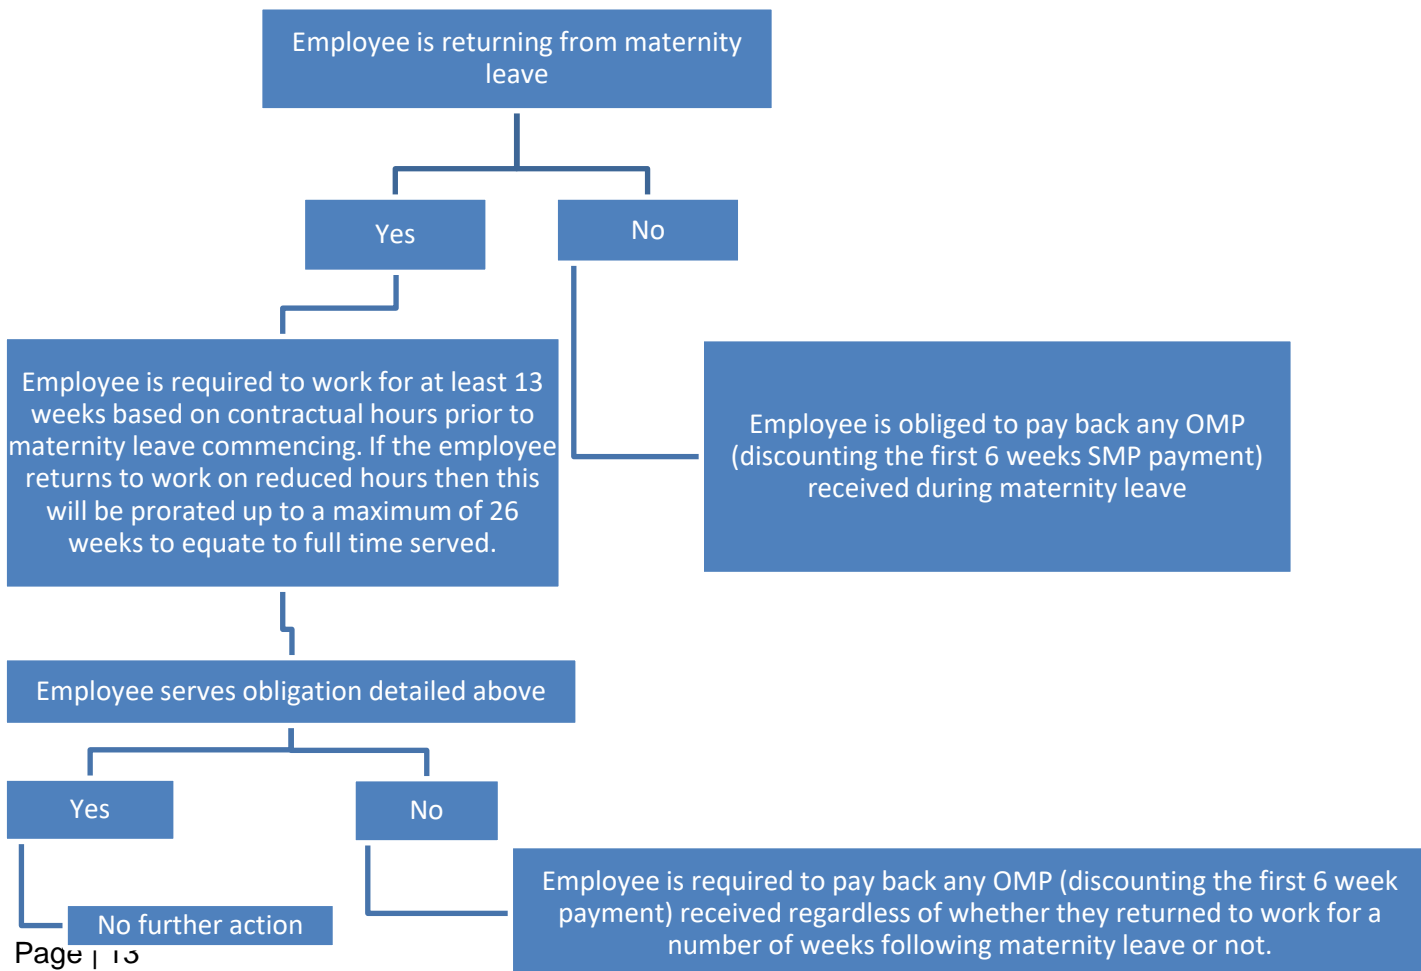 Employee is returning from maternity
leave
Yes
No
Employee is required to work for at least 13
weeks based on contractual hours prior to
maternity leave commencing. If the employee
returns to work on reduced hours then this
will be prorated up to a maximum of 26
weeks to equate to full time served.
Employee is obliged to pay back any OMP
(discounting the first 6 weeks SMP payment)
received during maternity leave
Employee serves obligation detailed above
Yes
No
No further action
Employee is required to pay back any OMP (discounting the first 6 week
payment) received regardless of whether they returned to work for a
number of weeks following maternity leave or not.
Page | 13